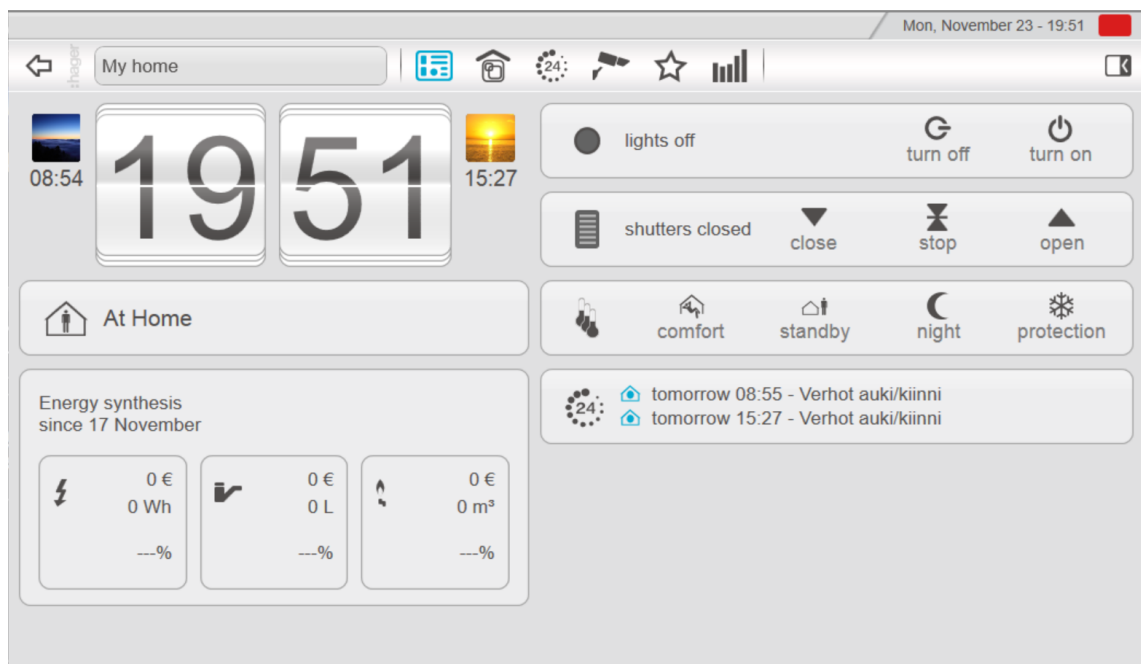 Mon, November 23 - 19:51
:hager
My home
24
08:54
19 51
15:27
lights off
turn off
turn on
shutters closed
close
stop
open
At Home
comfort
standby
night
protection
Energy synthesis
since 17 November
0 €
0 Wh
---%
0 €
0 L
---%
0 €
0 m³
---%
24
tomorrow 08:55 - Verhot auki/kiinni
tomorrow 15:27 - Verhot auki/kiinni